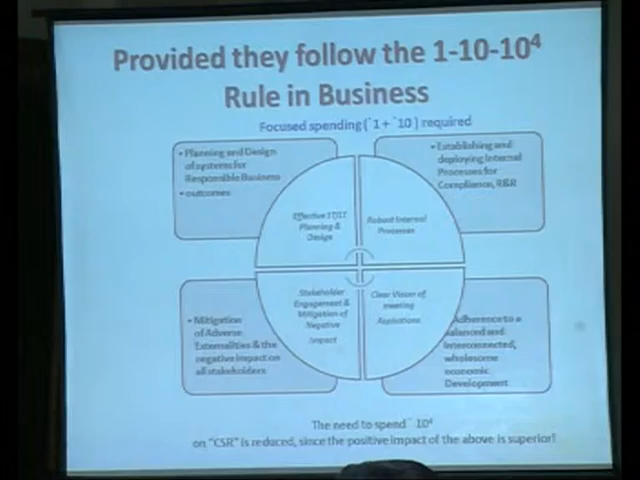 Provided they follow the 1-10-10⁴
Rule in Business
Focused spending (`1 + `10 ) required
• Planning and Design
of systems for
Responsible Business
• outcomes
• Establishing and
deploying Internal
Processes for
Compliance, R&R
Effective
Planning &
Design
Robust Internal
Processes
Stakeholder
Engagement &
Mitigation of
Negative
Impact
Clear Vision of
meeting
Aspirations
• Mitigation
of Adverse
Externalities & the
negative impact on
all stakeholders
Adherence to a
balanced and
Interconnected,
wholesome
economic
Development
The need to spend ` 10⁴
on "CSR" is reduced, since the positive impact of the above is superior!